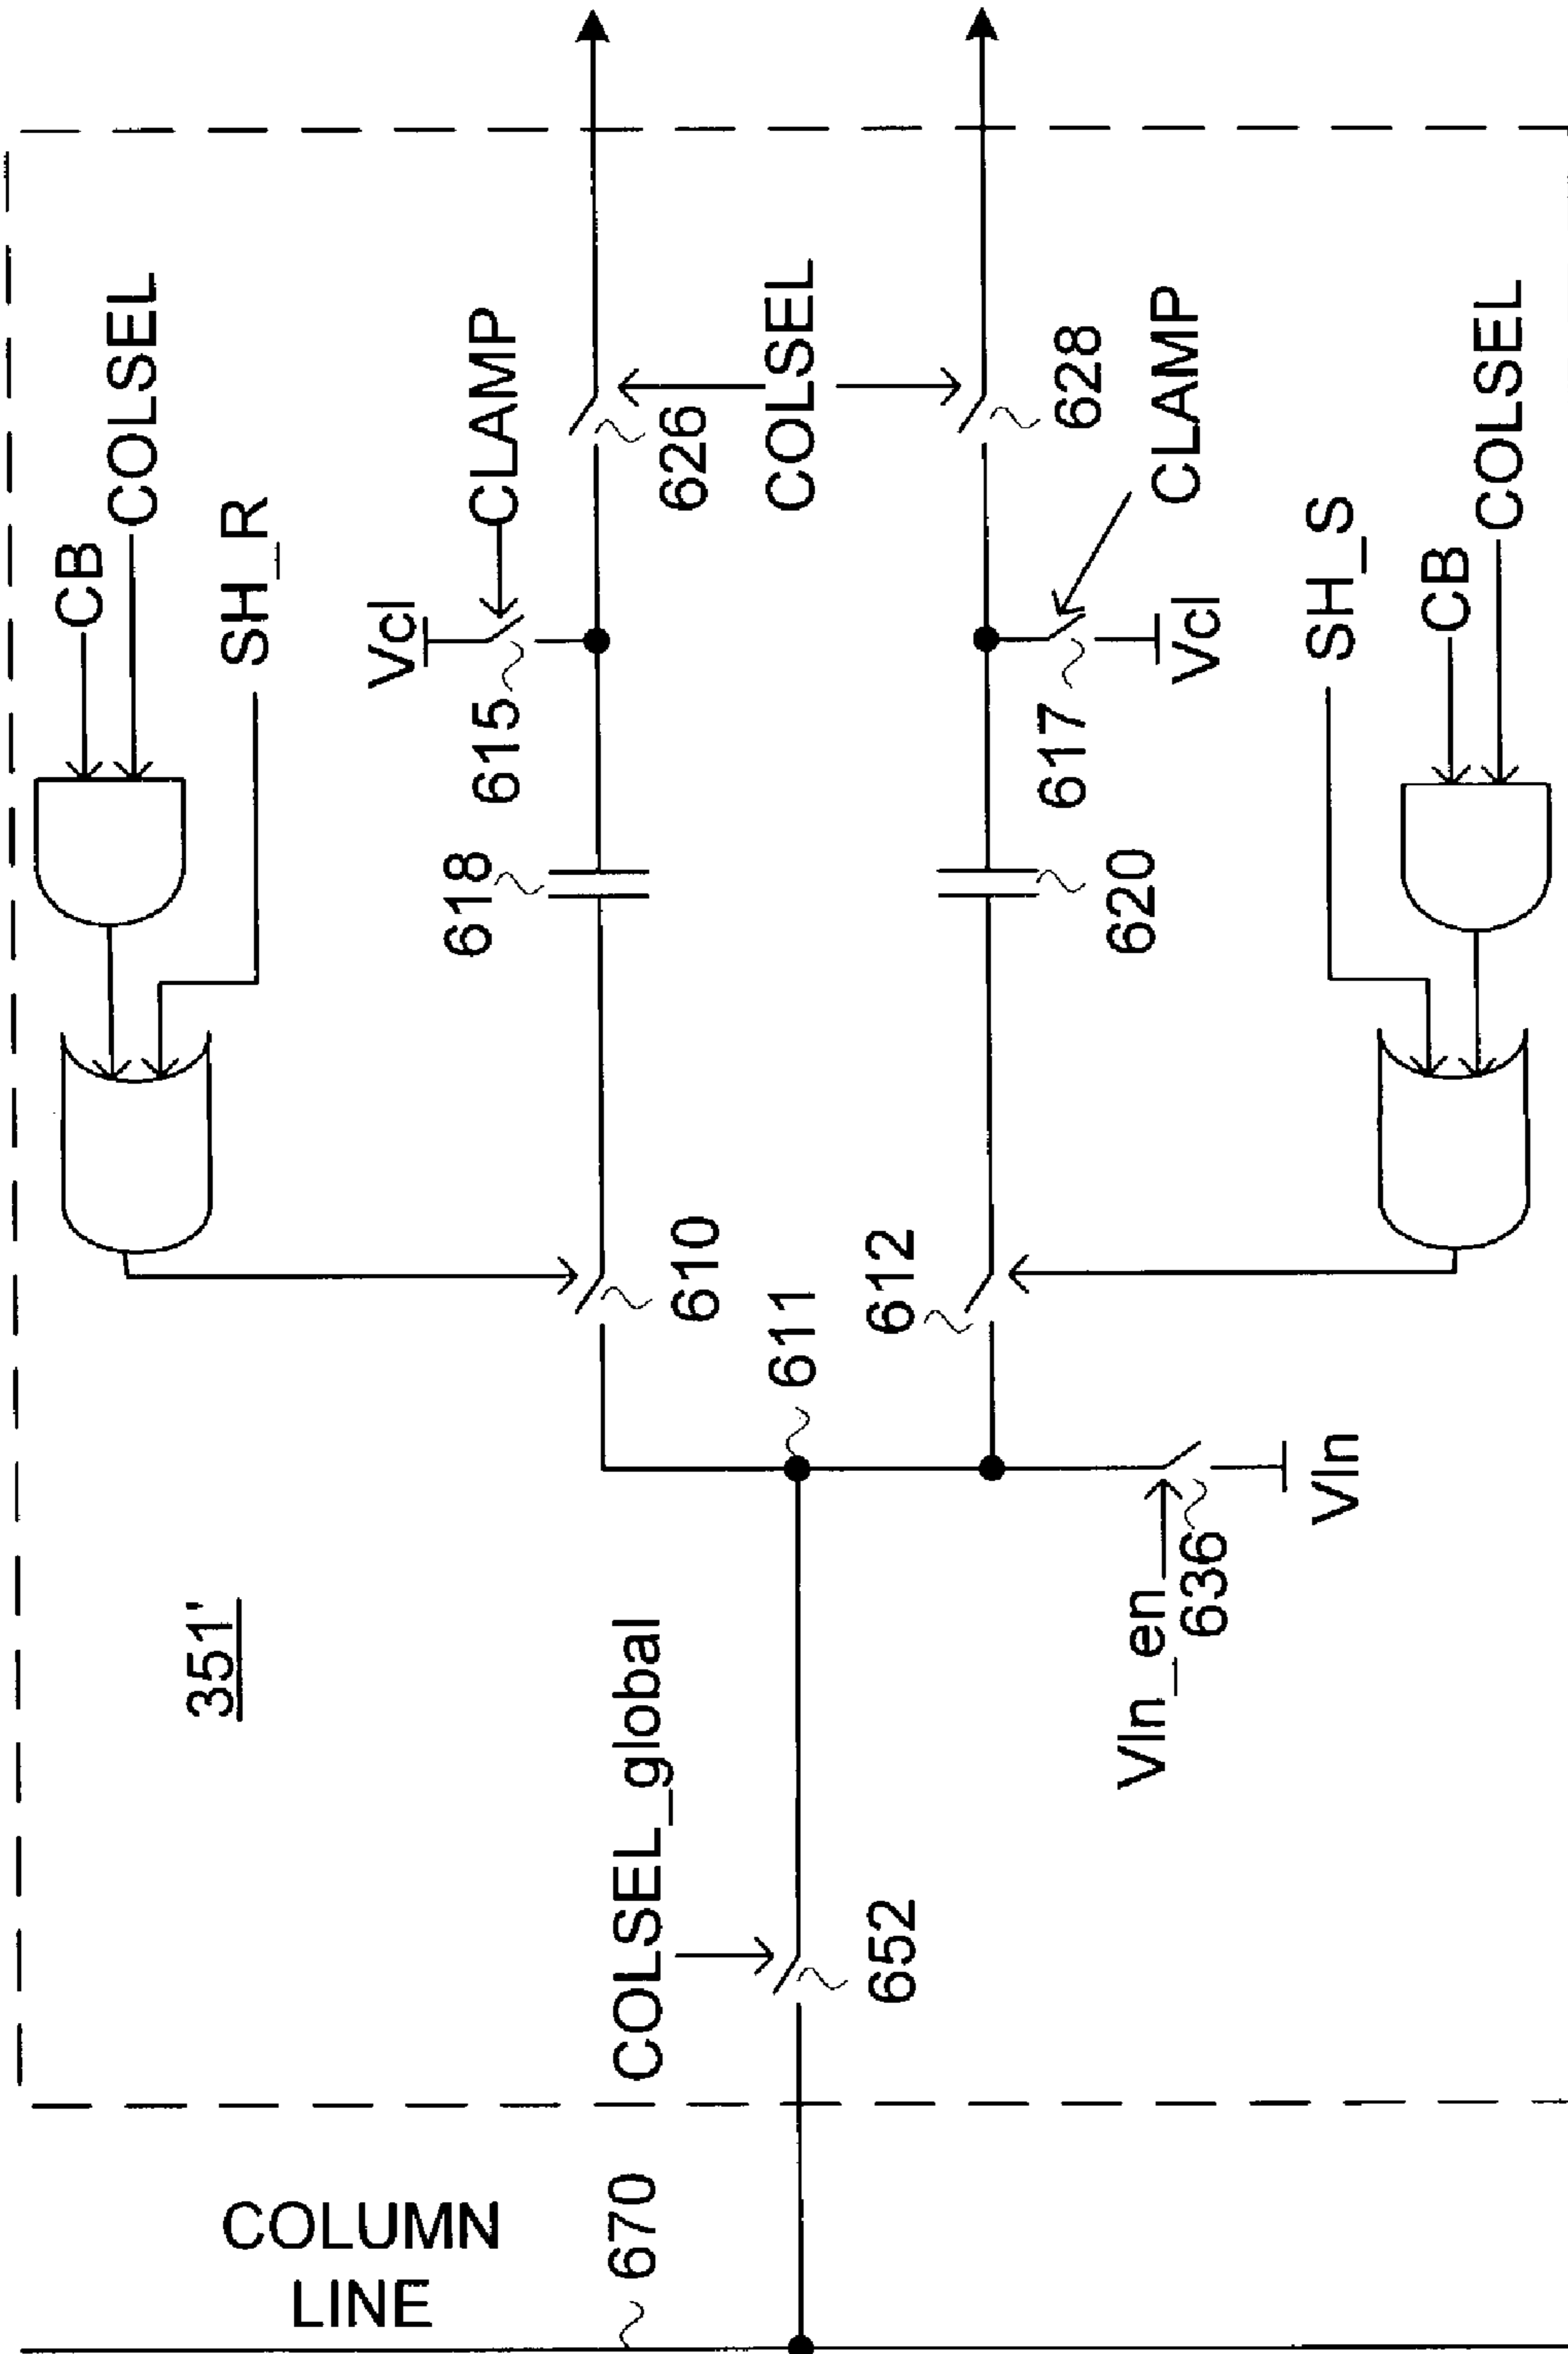 CB
COLSEL
SH_R
Vcl
CLAMP
615
618
626
COLSEL
628
CLAMP
617
Vcl
620
SH_S
CB
COLSEL
610
611
612
351'
COLSEL_global
652
Vln_en
636
Vln
COLUMN
LINE
670